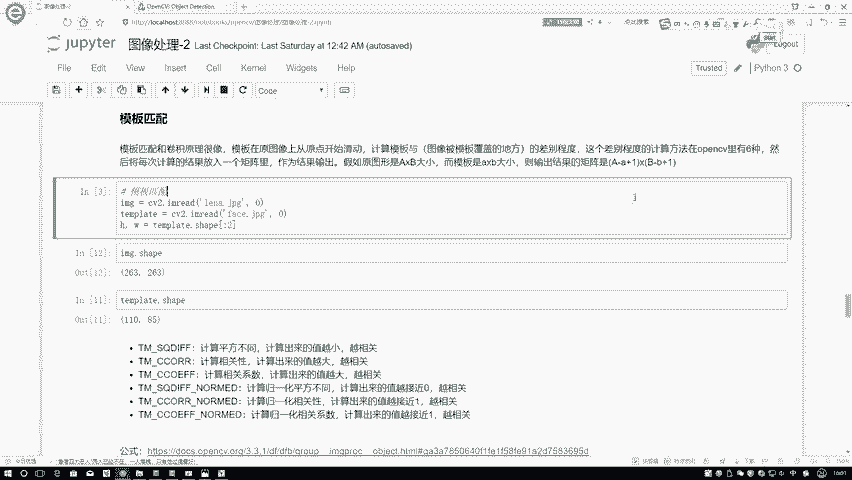 图像处理-2
OpenCV: Object Detection
jupyter 图像处理-2 Last Checkpoint: Last Saturday at 12:42 AM (autosaved)
Logout
File Edit View Insert Cell Kernel Widgets Help
Trusted
Python 3
Code
模板匹配
模板匹配和卷积原理很像，模板在原图像上从原点开始滑动，计算模板与（图像被模板覆盖的地方）的差别程度，这个差别程度的计算方法在opencv里有6种，然
后将每次计算的结果放入一个矩阵里，作为结果输出。假如原图形是AxB大小，而模板是axb大小，则输出结果的矩阵是(A-a+1)x(B-b+1)
In [3]: # 模板匹配
img = cv2.imread('lena.jpg', 0)
template = cv2.imread('face.jpg', 0)
h, w = template.shape[:2]
In [12]: img.shape
Out[12]: (263, 263)
In [11]: template.shape
Out[11]: (110, 85)
TM_SQDIFF：计算平方不同，计算出来的值越小，越相关
TM_CCORR：计算相关性，计算出来的值越大，越相关
TM_CCOEFF：计算相关系数，计算出来的值越大，越相关
TM_SQDIFF_NORMED：计算归一化平方不同，计算出来的值越接近0，越相关
TM_CCORR_NORMED：计算归一化相关性，计算出来的值越接近1，越相关
TM_CCOEFF_NORMED：计算归一化相关系数，计算出来的值越接近1，越相关
公式：https://docs.opencv.org/3.3.1/df/dfb/group__imgproc__object.html#ga3a7850640f1fe1f58fe91a2d7583695d